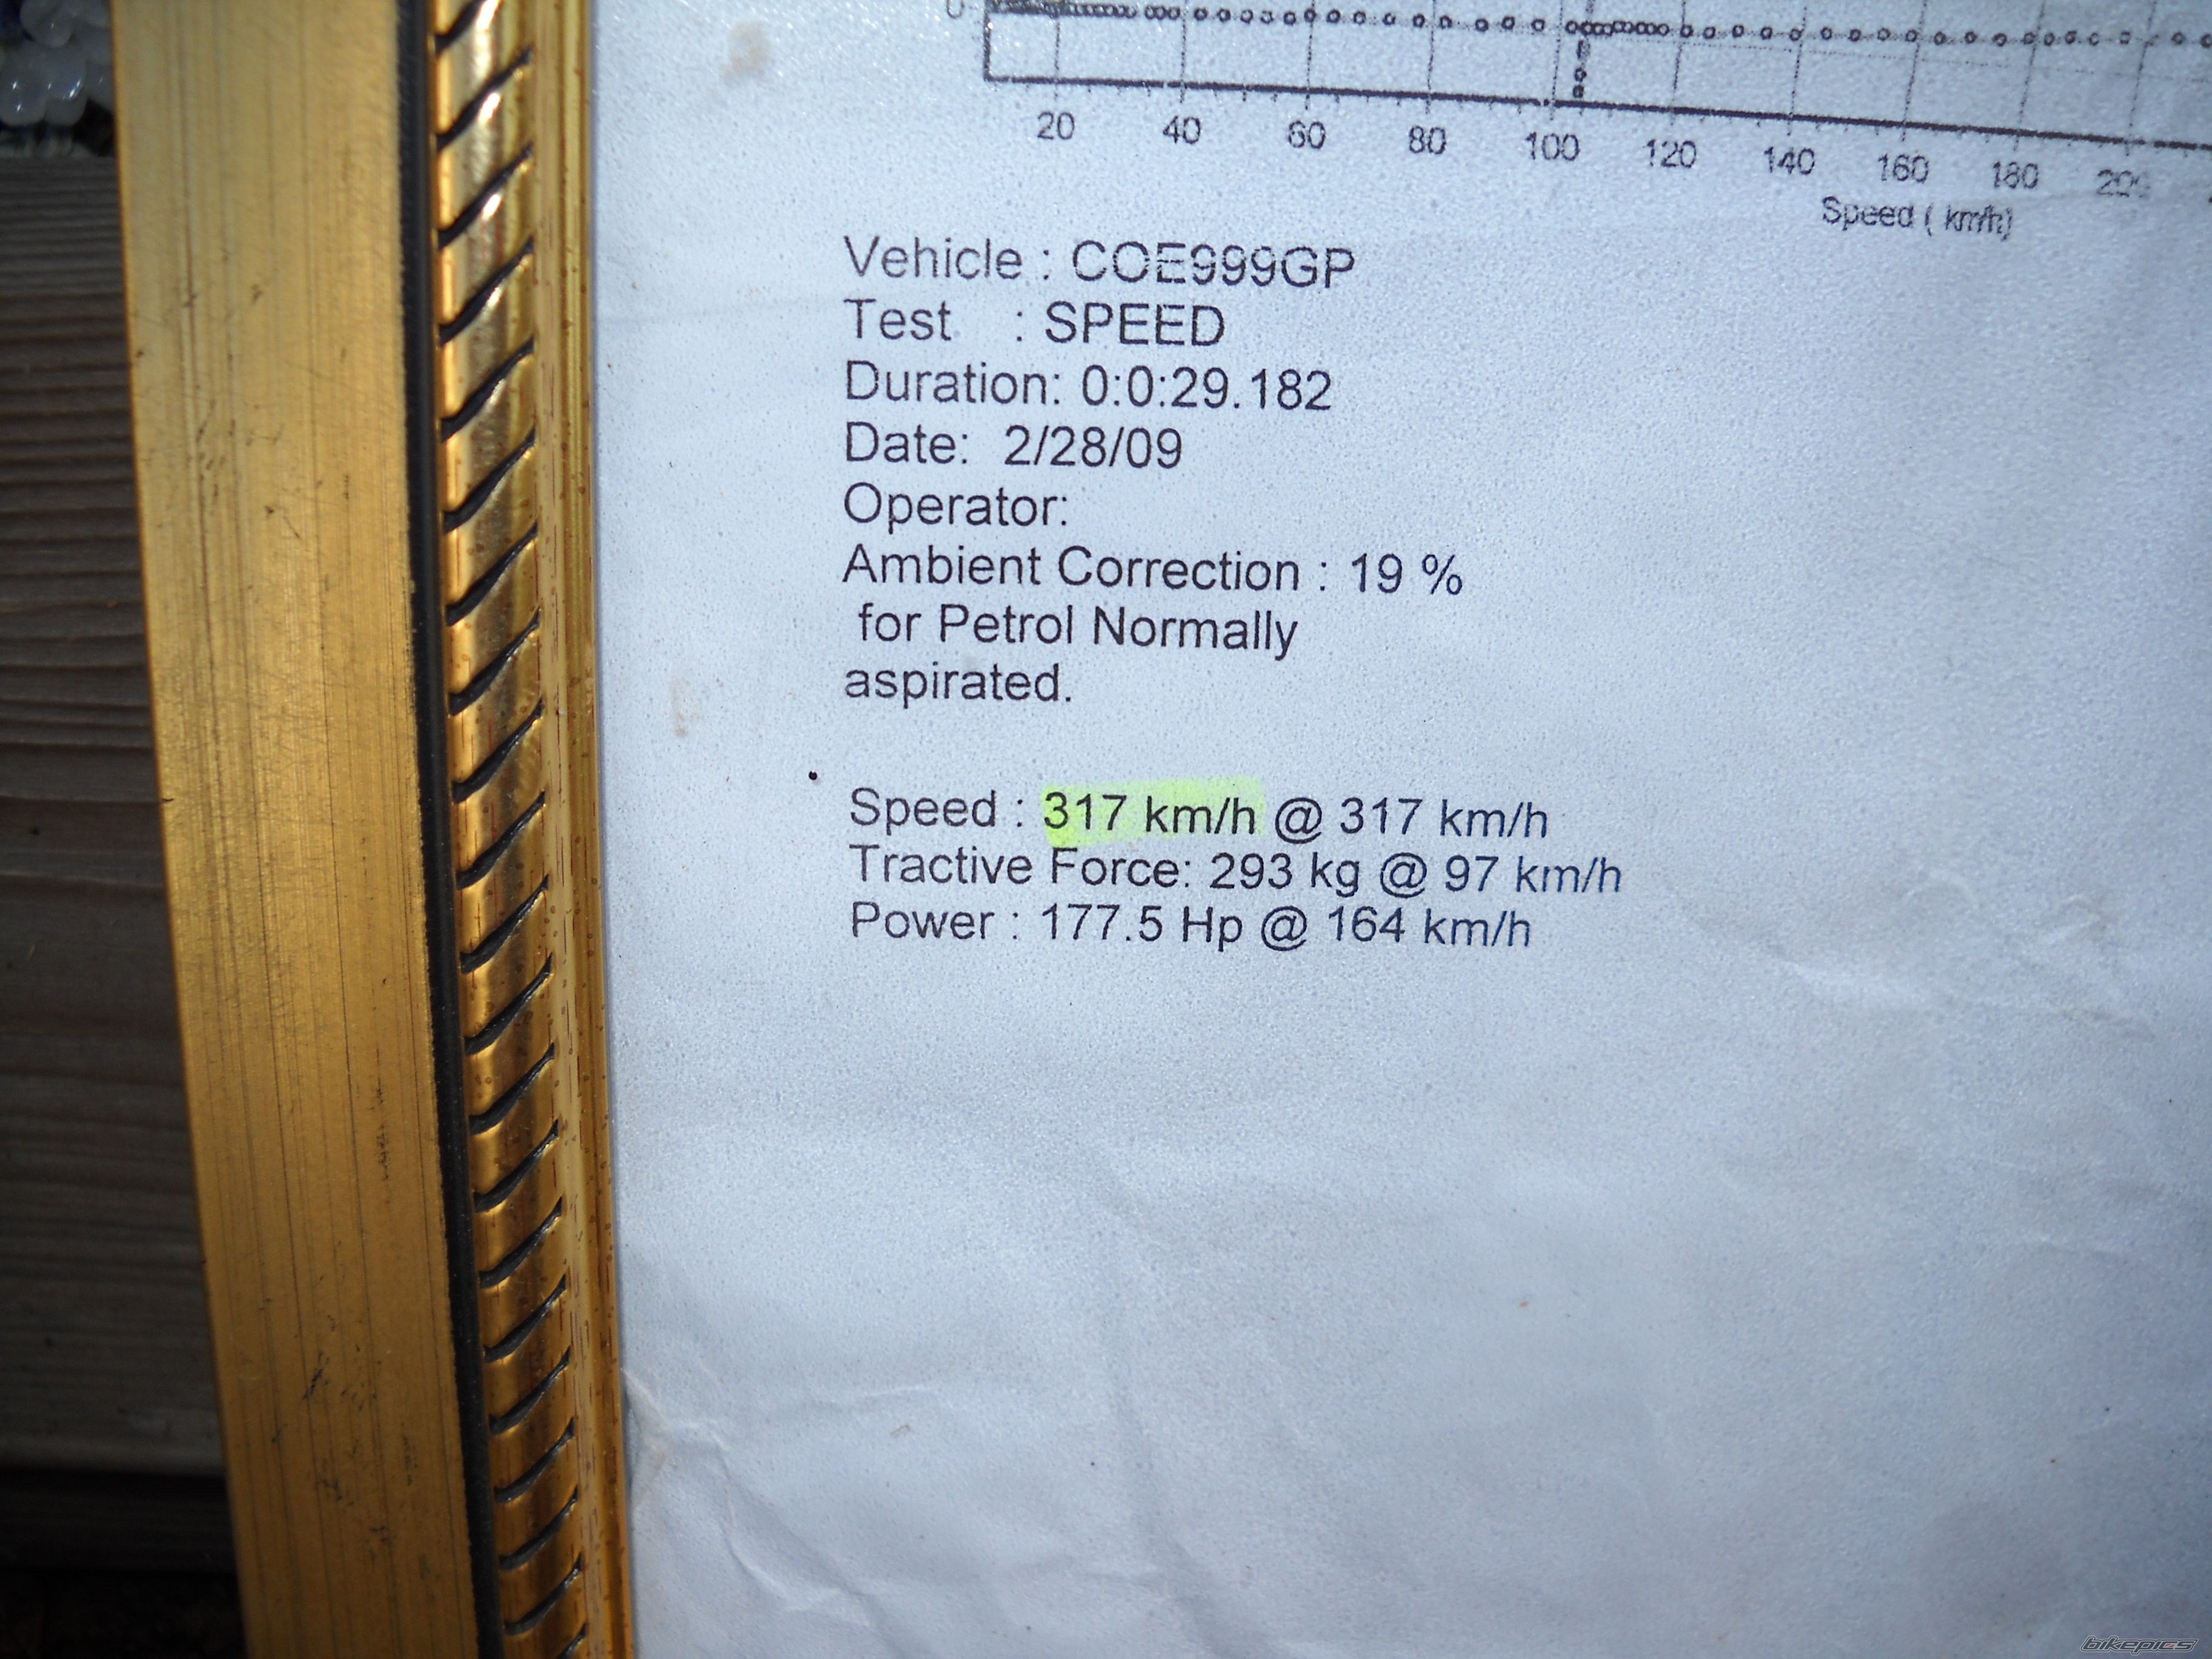 0
20 40 60 80 100 120 140 160 180 200
Speed ( km/h)
Vehicle : COE999GP
Test : SPEED
Duration: 0:0:29.182
Date: 2/28/09
Operator:
Ambient Correction : 19 %
for Petrol Normally
aspirated.
Speed : 317 km/h @ 317 km/h
Tractive Force: 293 kg @ 97 km/h
Power : 177.5 Hp @ 164 km/h
bikepics